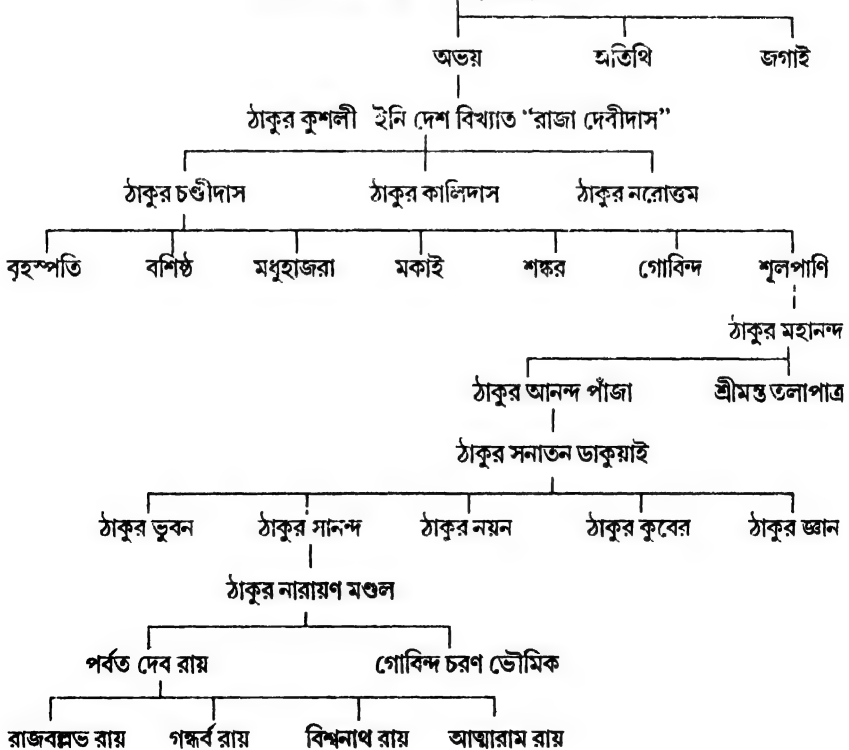 অভয় অতিথি জগাই
ঠাকুর কুশলী ইনি দেশ বিখ্যাত “রাজা দেবীদাস”
ঠাকুর চণ্ডীদাস ঠাকুর কালিদাস ঠাকুর নরোত্তম
বৃহস্পতি বশিষ্ঠ মধুহাজরা মকাই শঙ্কর গোবিন্দ শূলপাণি
ঠাকুর মহানন্দ
ঠাকুর আনন্দ পাঁজা শ্রীমন্ত তলাপাত্র
ঠাকুর সনাতন ডাকুয়াই
ঠাকুর ভুবন ঠাকুর সানন্দ ঠাকুর নয়ন ঠাকুর কুবের ঠাকুর জ্ঞান
ঠাকুর নারায়ণ মণ্ডল
পর্বত দেব রায় গোবিন্দ চরণ ভৌমিক
রাজবল্লভ রায় গন্ধর্ব রায় বিশ্বনাথ রায় আত্মারাম রায়